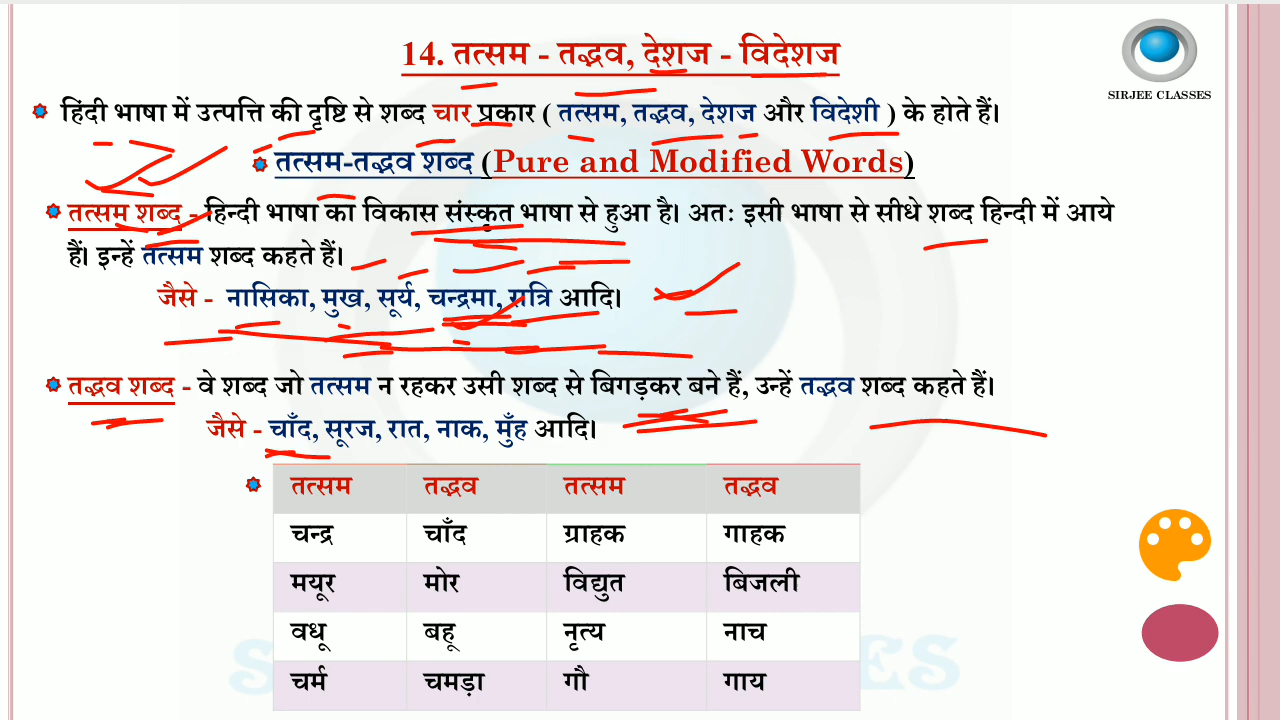 14. तत्सम - तद्भव, देशज - विदेशज
SIRJEE CLASSES
हिंदी भाषा में उत्पत्ति की दृष्टि से शब्द चार प्रकार ( तत्सम, तद्भव, देशज और विदेशी ) के होते हैं।
तत्सम-तद्भव शब्द (Pure and Modified Words)
तत्सम शब्द - हिन्दी भाषा का विकास संस्कृत भाषा से हुआ है। अतः इसी भाषा से सीधे शब्द हिन्दी में आये
हैं। इन्हें तत्सम शब्द कहते हैं।
जैसे - नासिका, मुख, सूर्य, चन्द्रमा, रात्रि आदि।
तद्भव शब्द - वे शब्द जो तत्सम न रहकर उसी शब्द से बिगड़कर बने हैं, उन्हें तद्भव शब्द कहते हैं।
जैसे - चाँद, सूरज, रात, नाक, मुँह आदि।
तत्सम तद्भव तत्सम तद्भव
चन्द्र चाँद ग्राहक गाहक
मयूर मोर विद्युत बिजली
वधू बहू नृत्य नाच
चर्म चमड़ा गौ गाय